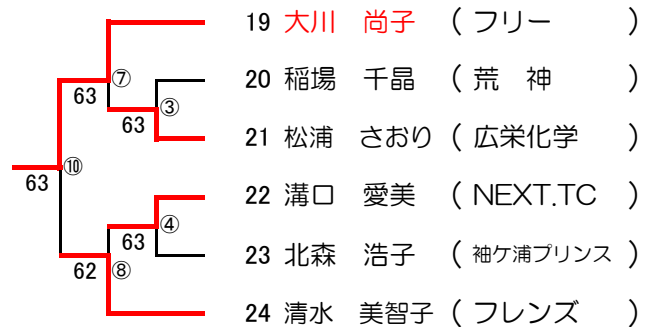 19 大川 尚子 ( フリー )
⑦
20 稲場 千晶 ( 荒 神 )
63
③
63
21 松浦 さおり ( 広栄化学 )
⑩
63
22 溝口 愛美 ( NEXT.TC )
④
63
23 北森 浩子 ( 袖ケ浦プリンス )
62 ⑧
24 清水 美智子 ( フレンズ )